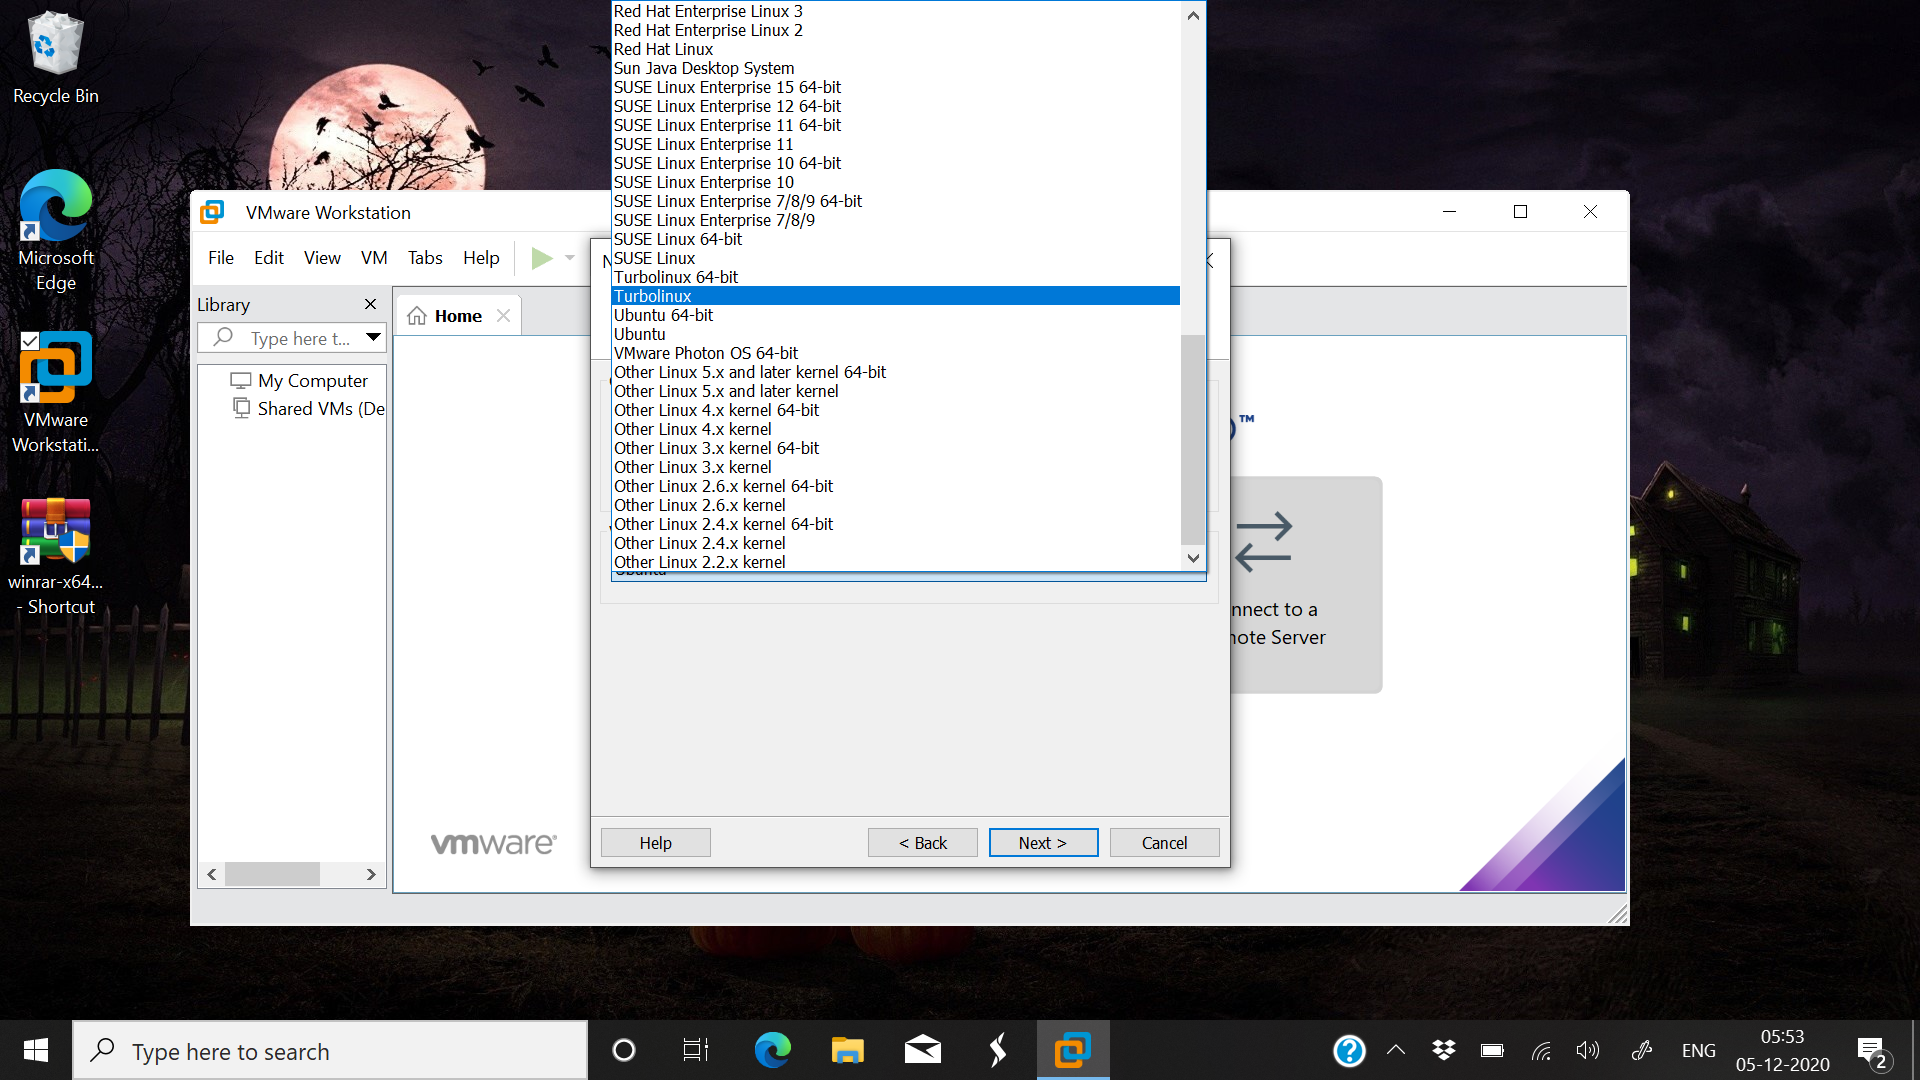 Recycle Bin
Microsoft
Edge
VMware
Workstati...
winrar-x64...
- Shortcut
VMware Workstation
File Edit View VM Tabs Help
Library
Type here t...
My Computer
Shared VMs (De
Home
Red Hat Enterprise Linux 3
Red Hat Enterprise Linux 2
Red Hat Linux
Sun Java Desktop System
SUSE Linux Enterprise 15 64-bit
SUSE Linux Enterprise 12 64-bit
SUSE Linux Enterprise 11 64-bit
SUSE Linux Enterprise 11
SUSE Linux Enterprise 10 64-bit
SUSE Linux Enterprise 10
SUSE Linux Enterprise 7/8/9 64-bit
SUSE Linux Enterprise 7/8/9
SUSE Linux 64-bit
SUSE Linux
Turbolinux 64-bit
Turbolinux
Ubuntu 64-bit
Ubuntu
VMware Photon OS 64-bit
Other Linux 5.x and later kernel 64-bit
Other Linux 5.x and later kernel
Other Linux 4.x kernel 64-bit
Other Linux 4.x kernel
Other Linux 3.x kernel 64-bit
Other Linux 3.x kernel
Other Linux 2.6.x kernel 64-bit
Other Linux 2.6.x kernel
Other Linux 2.4.x kernel 64-bit
Other Linux 2.4.x kernel
Other Linux 2.2.x kernel
Ubuntu
™
nnect to a
note Server
vmware®
Help < Back Next > Cancel
Type here to search
ENG
05:53
05-12-2020
2